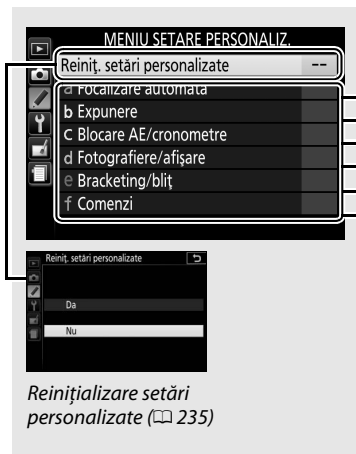 MENIU SETARE PERSONALIZ.
Reiniţ. setări personalizate --
a Focalizare automată
b Expunere
c Blocare AE/cronometre
d Fotografiere/afişare
e Bracketing/bliţ
f Comenzi
Reiniţ. setări personalizate
Da
Nu
Reiniţializare setări
personalizate (🕮 235)